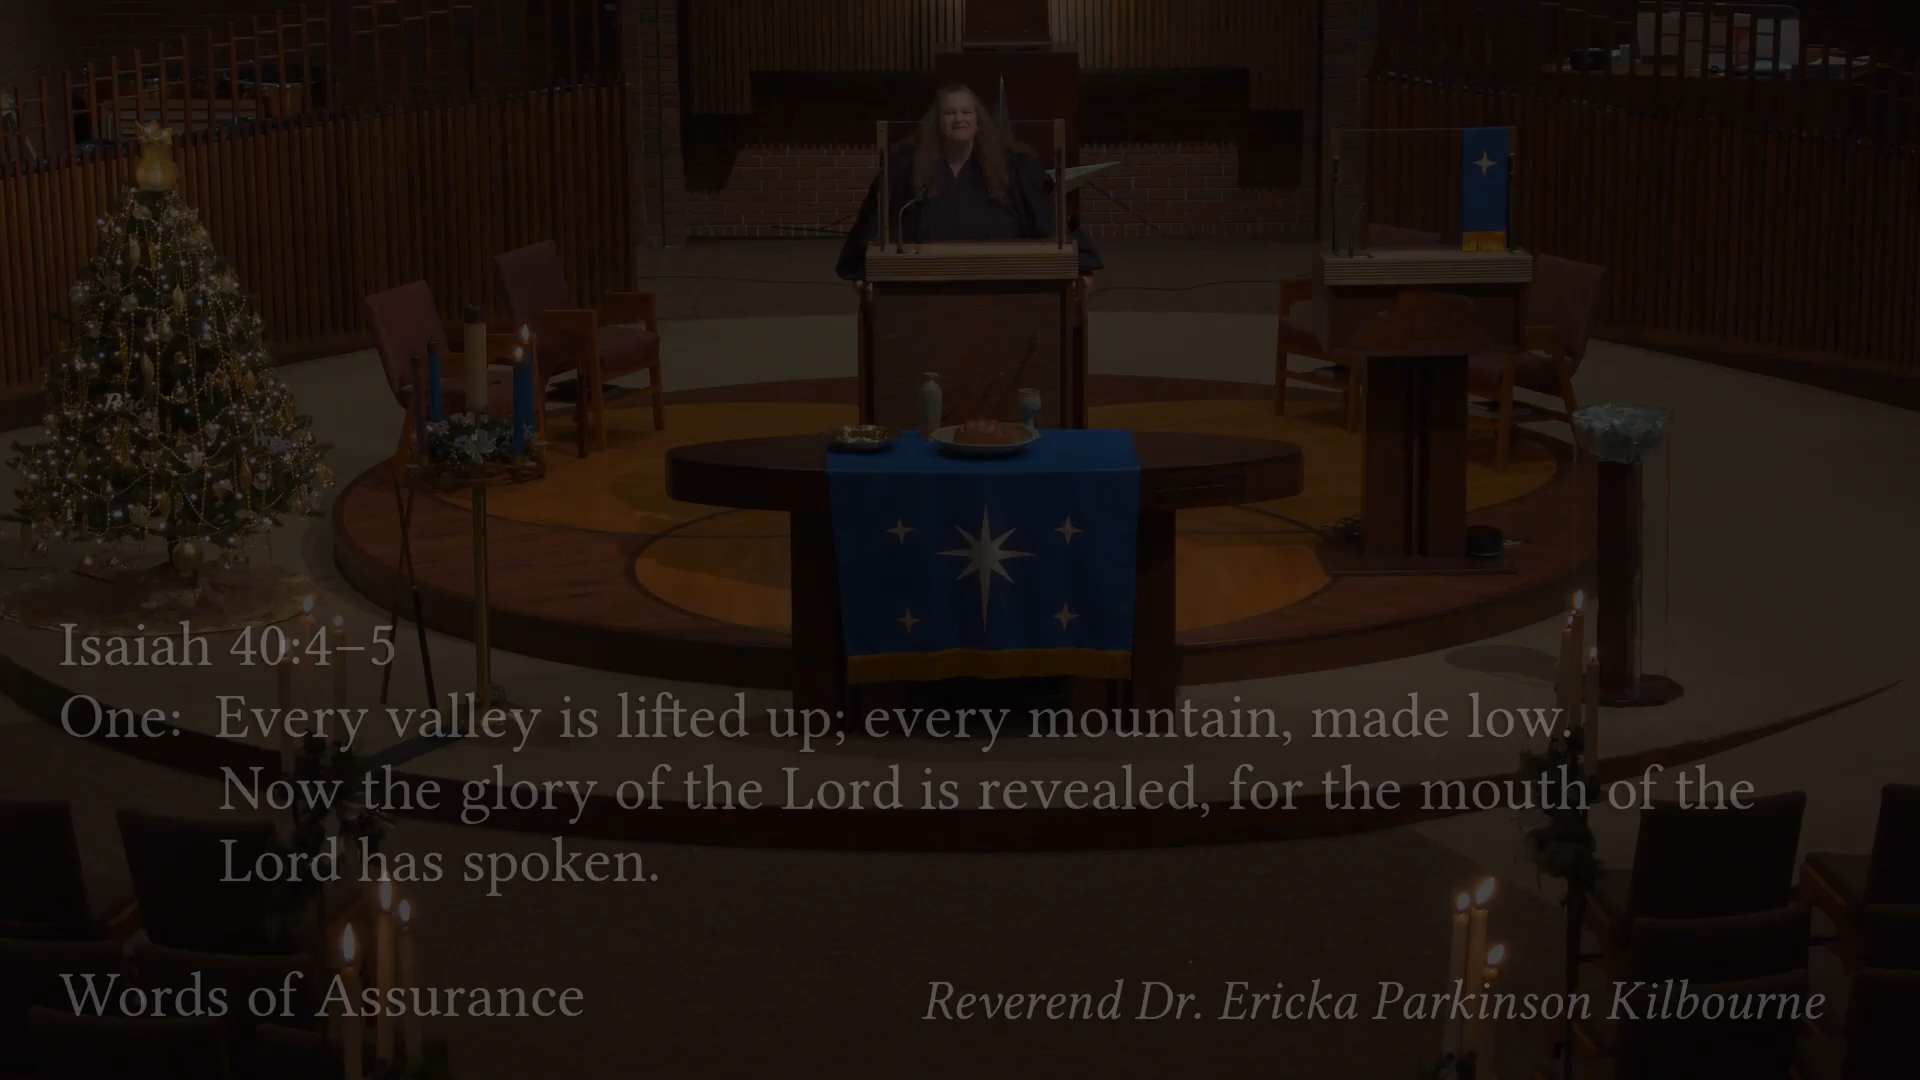 Isaiah 40:4–5
One: Every valley is lifted up; every mountain, made low.
Now the glory of the Lord is revealed, for the mouth of the
Lord has spoken.
Words of Assurance
Reverend Dr. Ericka Parkinson Kilbourne